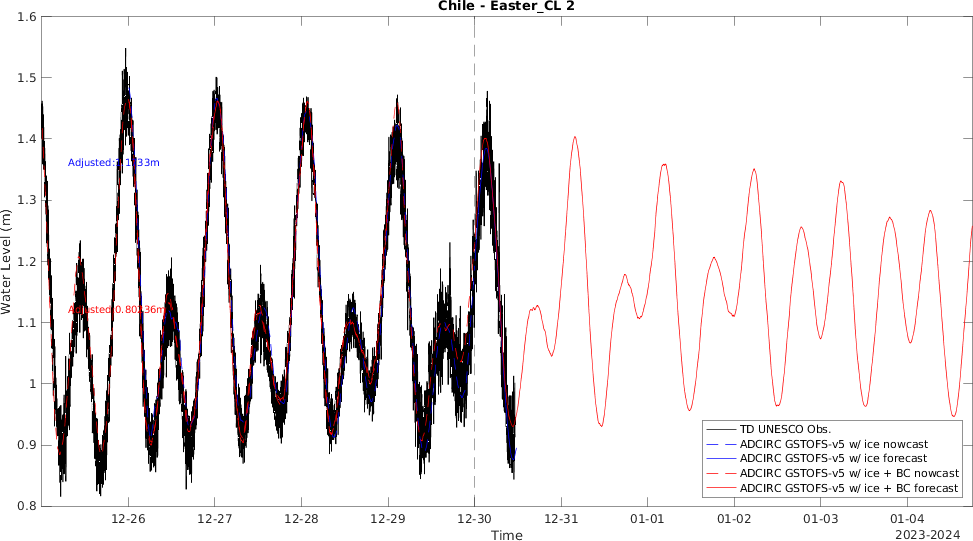 Chile - Easter_CL 2
1.6
1.5
1.4
1.3
1.2
1.1
1
0.9
0.8
Water Level (m)
Adjusted:
Adjusted:
12-26
12-27
12-28
12-29
12-30
12-31
01-01
01-02
01-03
01-04
Time
2023-2024
TD UNESCO Obs.
ADCIRC GSTOFS-v5 w/ ice nowcast
ADCIRC GSTOFS-v5 w/ ice forecast
ADCIRC GSTOFS-v5 w/ ice + BC nowcast
ADCIRC GSTOFS-v5 w/ ice + BC forecast